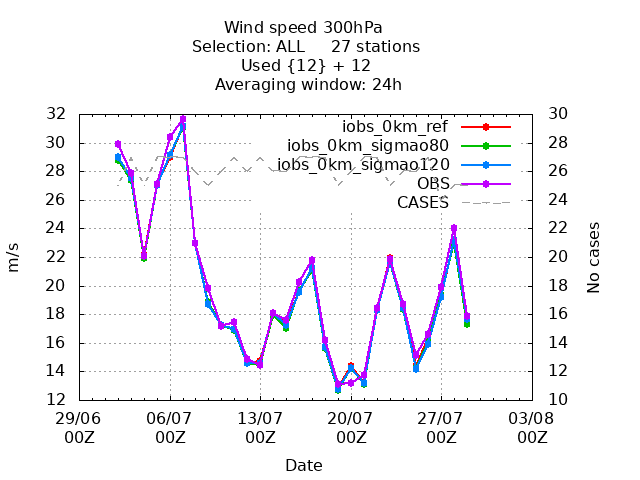 Wind speed 300hPa
Selection: ALL 27 stations
Used {12} + 12
Averaging window: 24h
32 30
30 28
28 26
26 24
24 22
22 20
20 18
18 16
16 14
14 12
12 10
iobs_0km_ref
iobs_0km_sigmao80
iobs_0km_sigmao120
OBS
CASES
m/s
No cases
29/06 06/07 13/07 20/07 27/07 03/08
00Z 00Z 00Z 00Z 00Z 00Z
Date